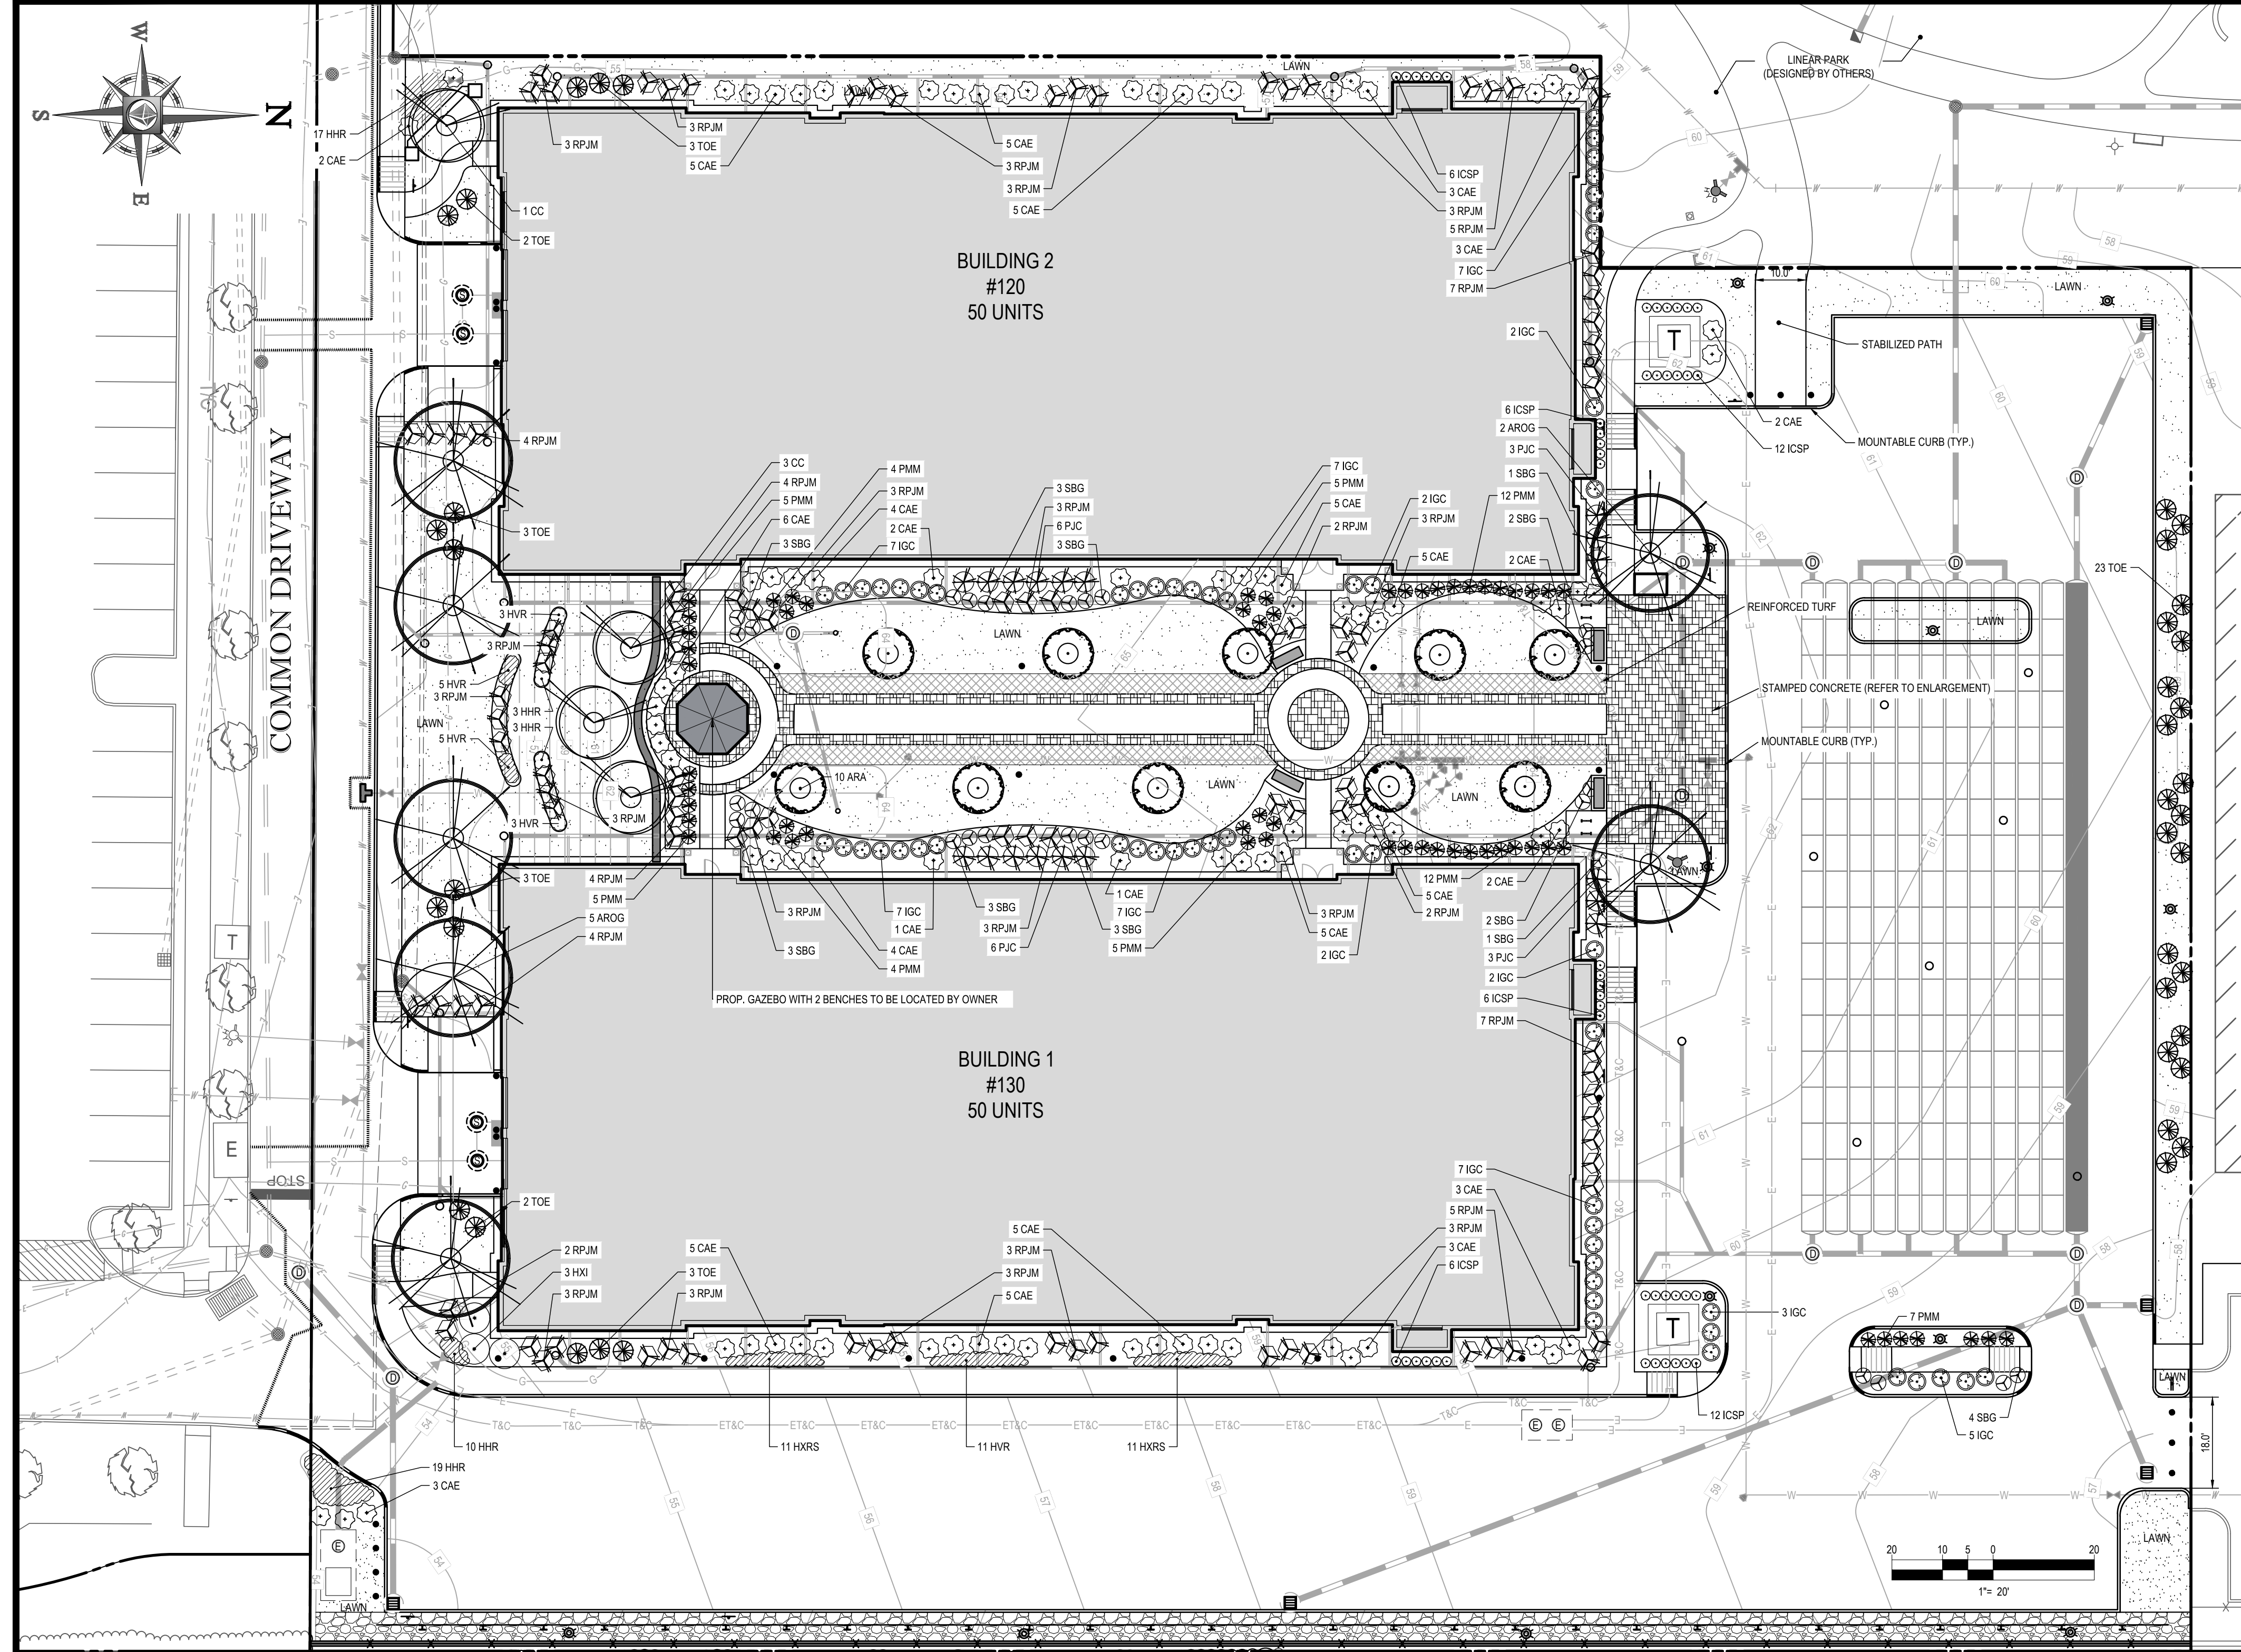 W
S
N
E
LINEAR PARK
(DESIGNED BY OTHERS)
LAWN
17 HHR
2 CAE
3 RPJM
3 RPJM
3 TOE
5 CAE
5 CAE
3 RPJM
3 RPJM
5 CAE
6 ICSP
3 CAE
3 RPJM
5 RPJM
3 CAE
7 IGC
7 RPJM
1 CC
2 TOE
BUILDING 2
#120
50 UNITS
10.0'
LAWN
T
STABILIZED PATH
2 IGC
2 CAE
12 ICSP
MOUNTABLE CURB (TYP.)
COMMON DRIVEWAY
4 RPJM
3 TOE
6 ICSP
2 AROG
3 PJC
1 SBG
12 PMM
2 SBG
2 CAE
3 CC
4 RPJM
5 PMM
6 CAE
3 SBG
4 PMM
3 RPJM
4 CAE
2 CAE
7 IGC
3 SBG
3 RPJM
6 PJC
3 SBG
7 IGC
5 PMM
5 CAE
2 RPJM
2 IGC
3 RPJM
5 CAE
23 TOE
REINFORCED TURF
LAWN
LAWN
3 HVR
3 RPJM
5 HVR
3 RPJM
LAWN
3 HHR
3 HHR
5 HVR
3 HVR
3 RPJM
STAMPED CONCRETE (REFER TO ENLARGEMENT)
MOUNTABLE CURB (TYP.)
10 ARA
LAWN
LAWN
LAWN
3 TOE
4 RPJM
5 PMM
5 AROG
4 RPJM
3 RPJM
3 SBG
7 IGC
1 CAE
4 CAE
4 PMM
3 SBG
3 RPJM
6 PJC
1 CAE
7 IGC
3 SBG
5 PMM
3 RPJM
5 CAE
2 IGC
12 PMM
5 CAE
2 RPJM
2 CAE
2 SBG
1 SBG
3 PJC
2 IGC
6 ICSP
7 RPJM
PROP. GAZEBO WITH 2 BENCHES TO BE LOCATED BY OWNER
BUILDING 1
#130
50 UNITS
T
E
STOP
2 TOE
2 RPJM
3 HXI
3 RPJM
5 CAE
3 TOE
3 RPJM
5 CAE
3 RPJM
3 RPJM
5 CAE
7 IGC
3 CAE
5 RPJM
3 RPJM
3 CAE
6 ICSP
T
3 IGC
7 PMM
LAWN
12 ICSP
4 SBG
5 IGC
18.0'
10 HHR
19 HHR
3 CAE
11 HXRS
11 HVR
11 HXRS
LAWN
LAWN
20 10 5 0 20
1"= 20'